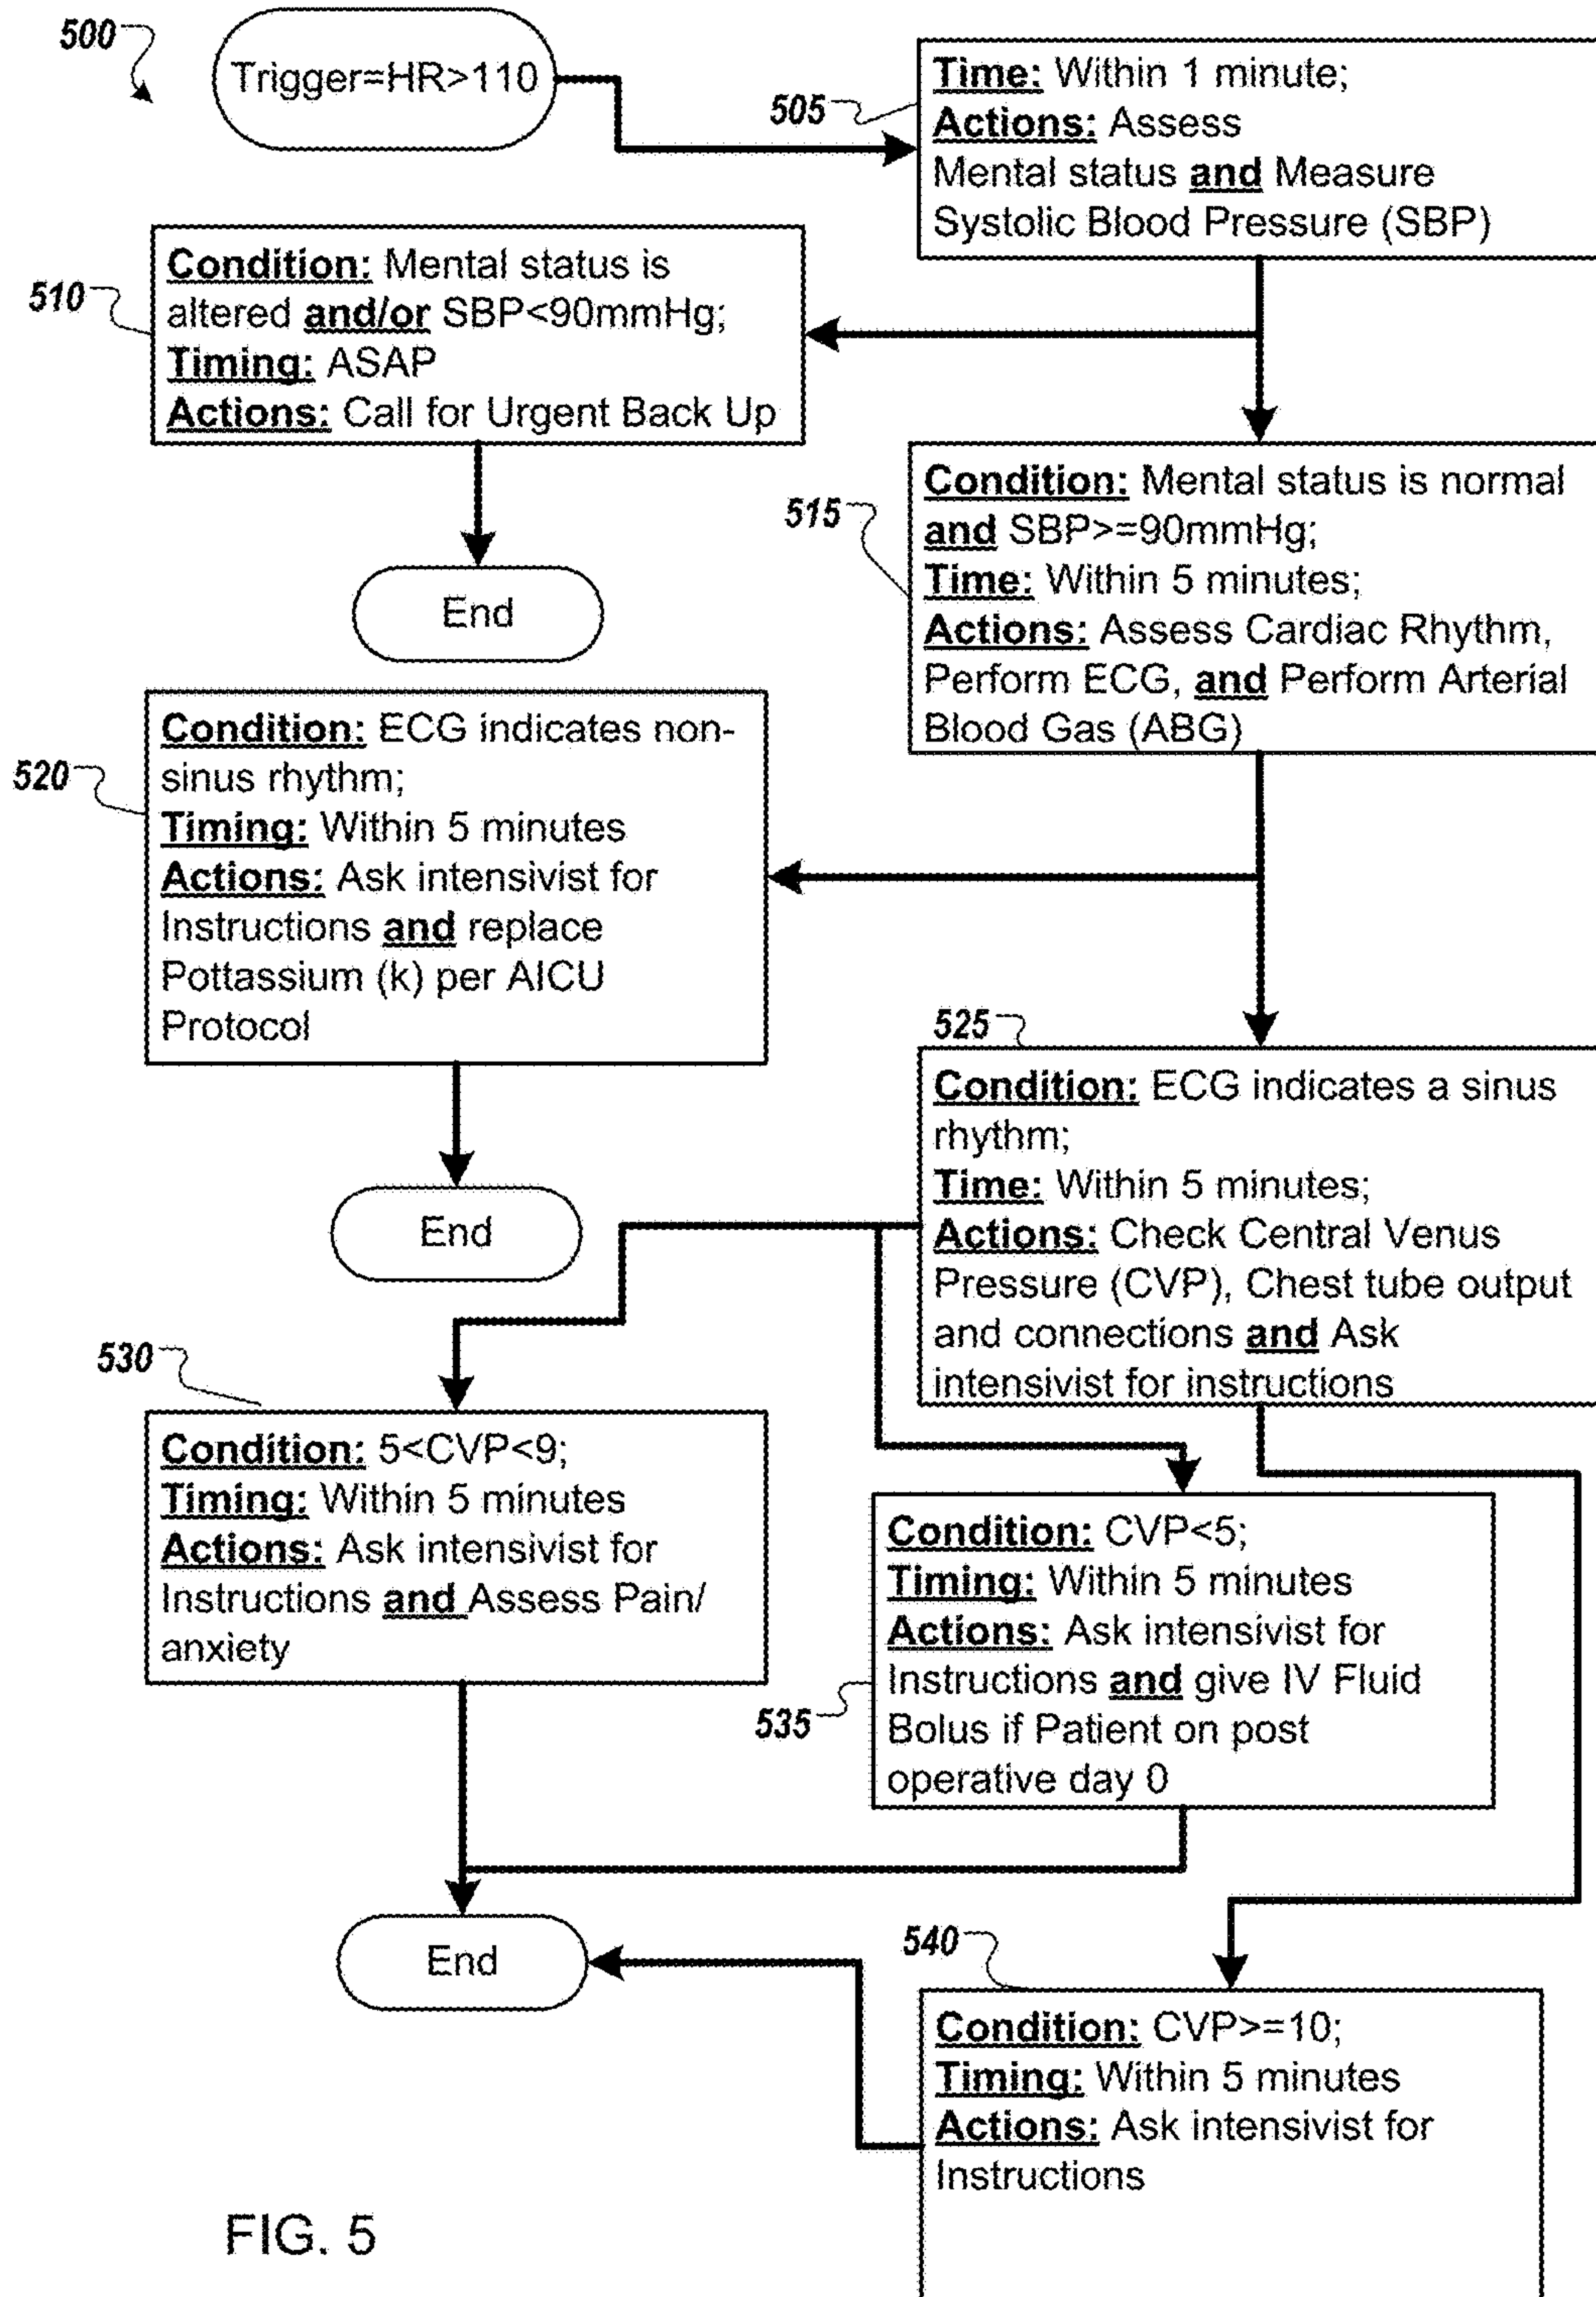 500
Trigger=HR>110
505
Time: Within 1 minute;
Actions: Assess
Mental status and Measure
Systolic Blood Pressure (SBP)
510
Condition: Mental status is
altered and/or SBP<90mmHg;
Timing: ASAP
Actions: Call for Urgent Back Up
End
515
Condition: Mental status is normal
and SBP>=90mmHg;
Time: Within 5 minutes;
Actions: Assess Cardiac Rhythm,
Perform ECG, and Perform Arterial
Blood Gas (ABG)
520
Condition: ECG indicates non-
sinus rhythm;
Timing: Within 5 minutes
Actions: Ask intensivist for
Instructions and replace
Pottassium (k) per AICU
Protocol
End
525
Condition: ECG indicates a sinus
rhythm;
Time: Within 5 minutes;
Actions: Check Central Venus
Pressure (CVP), Chest tube output
and connections and Ask
intensivist for instructions
530
Condition: 5<CVP<9;
Timing: Within 5 minutes
Actions: Ask intensivist for
Instructions and Assess Pain/
anxiety
535
Condition: CVP<5;
Timing: Within 5 minutes
Actions: Ask intensivist for
Instructions and give IV Fluid
Bolus if Patient on post
operative day 0
End
540
Condition: CVP>=10;
Timing: Within 5 minutes
Actions: Ask intensivist for
Instructions
FIG. 5